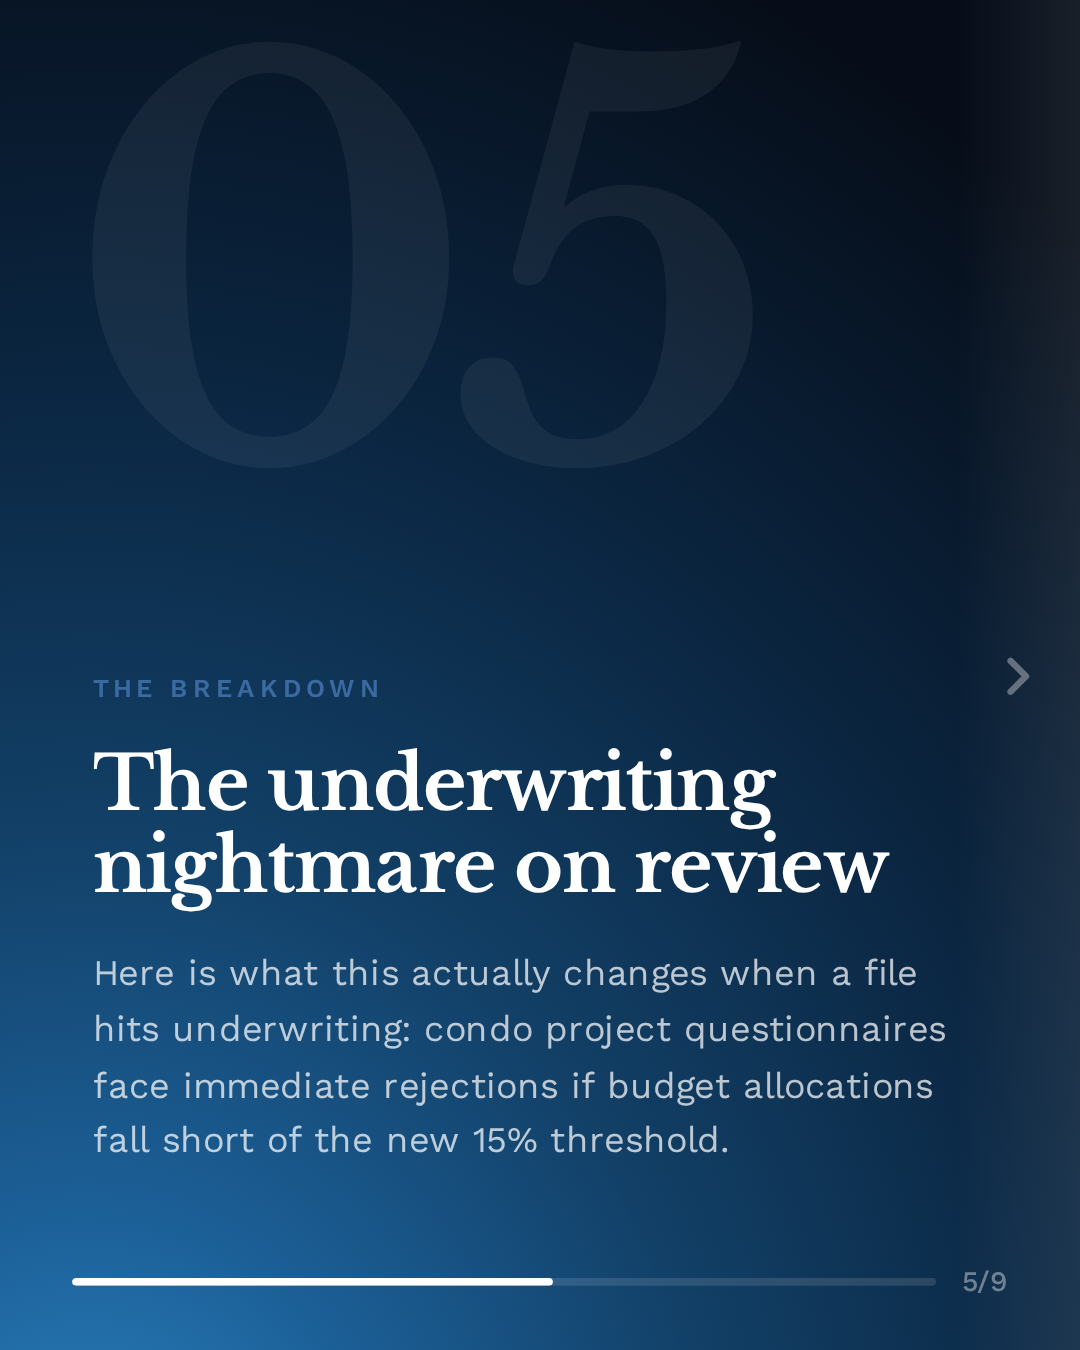 05
THE BREAKDOWN
The underwriting
nightmare on review
Here is what this actually changes when a file
hits underwriting: condo project questionnaires
face immediate rejections if budget allocations
fall short of the new 15% threshold.
5/9